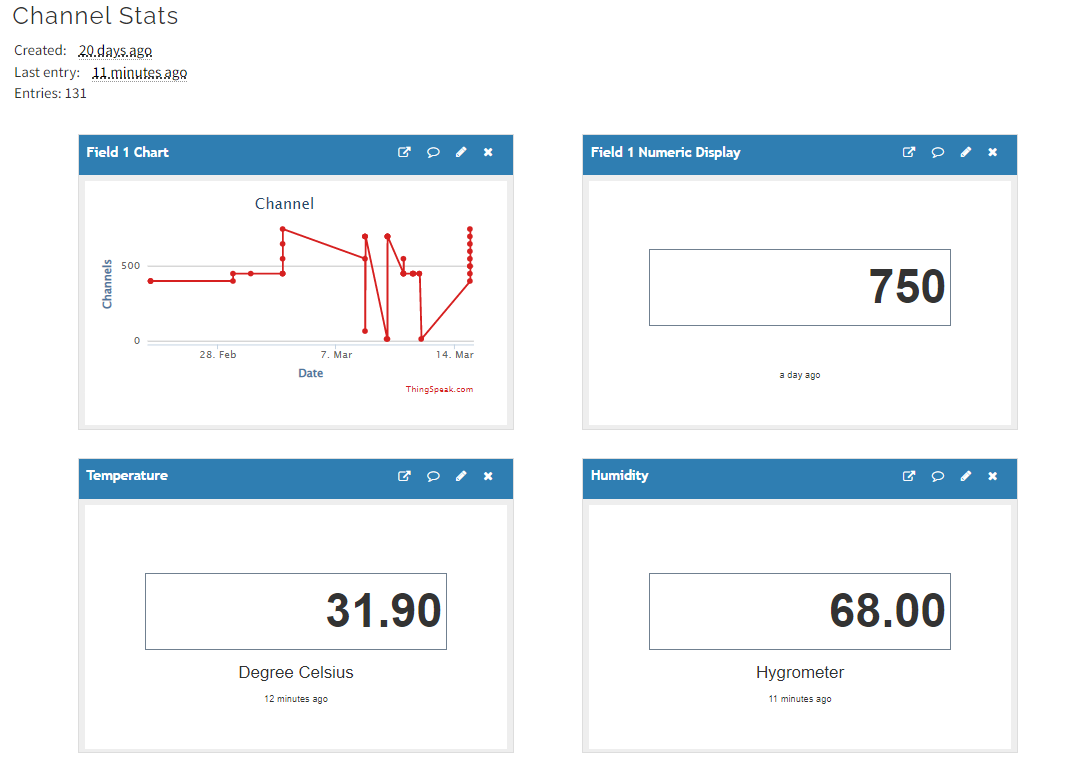 Channel Stats
Created: 20 days ago
Last entry: 11 minutes ago
Entries: 131
Field 1 Chart
Channel
Channels
500
0
28. Feb 7. Mar 14. Mar
Date
ThingSpeak.com
Field 1 Numeric Display
750
a day ago
Temperature
31.90
Degree Celsius
12 minutes ago
Humidity
68.00
Hygrometer
11 minutes ago